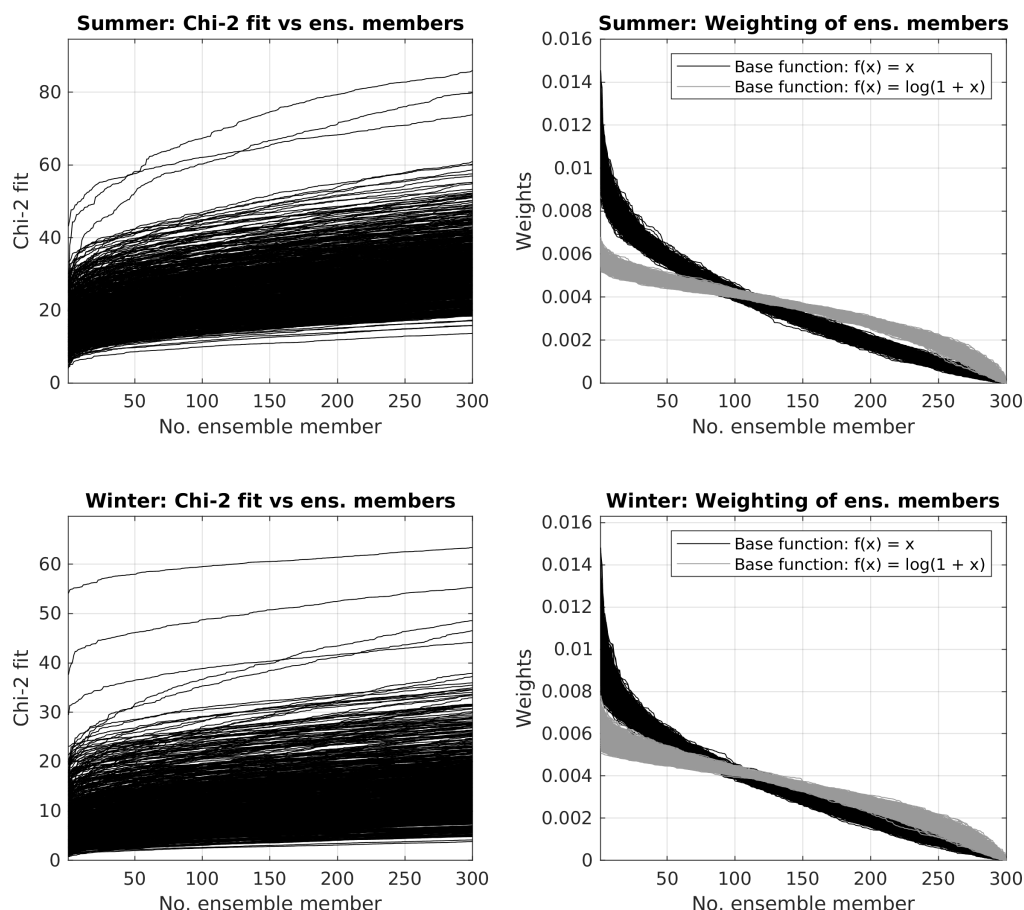 Summer: Chi-2 fit vs ens. members
Chi-2 fit
80
60
40
20
0
50 100 150 200 250 300
No. ensemble member
Summer: Weighting of ens. members
Weights
0.016
0.014
0.012
0.01
0.008
0.006
0.004
0.002
0
Base function: f(x) = x
Base function: f(x) = log(1 + x)
50 100 150 200 250 300
No. ensemble member
Winter: Chi-2 fit vs ens. members
Chi-2 fit
60
50
40
30
20
10
0
50 100 150 200 250 300
No. ensemble member
Winter: Weighting of ens. members
Weights
0.016
0.014
0.012
0.01
0.008
0.006
0.004
0.002
0
Base function: f(x) = x
Base function: f(x) = log(1 + x)
50 100 150 200 250 300
No. ensemble member